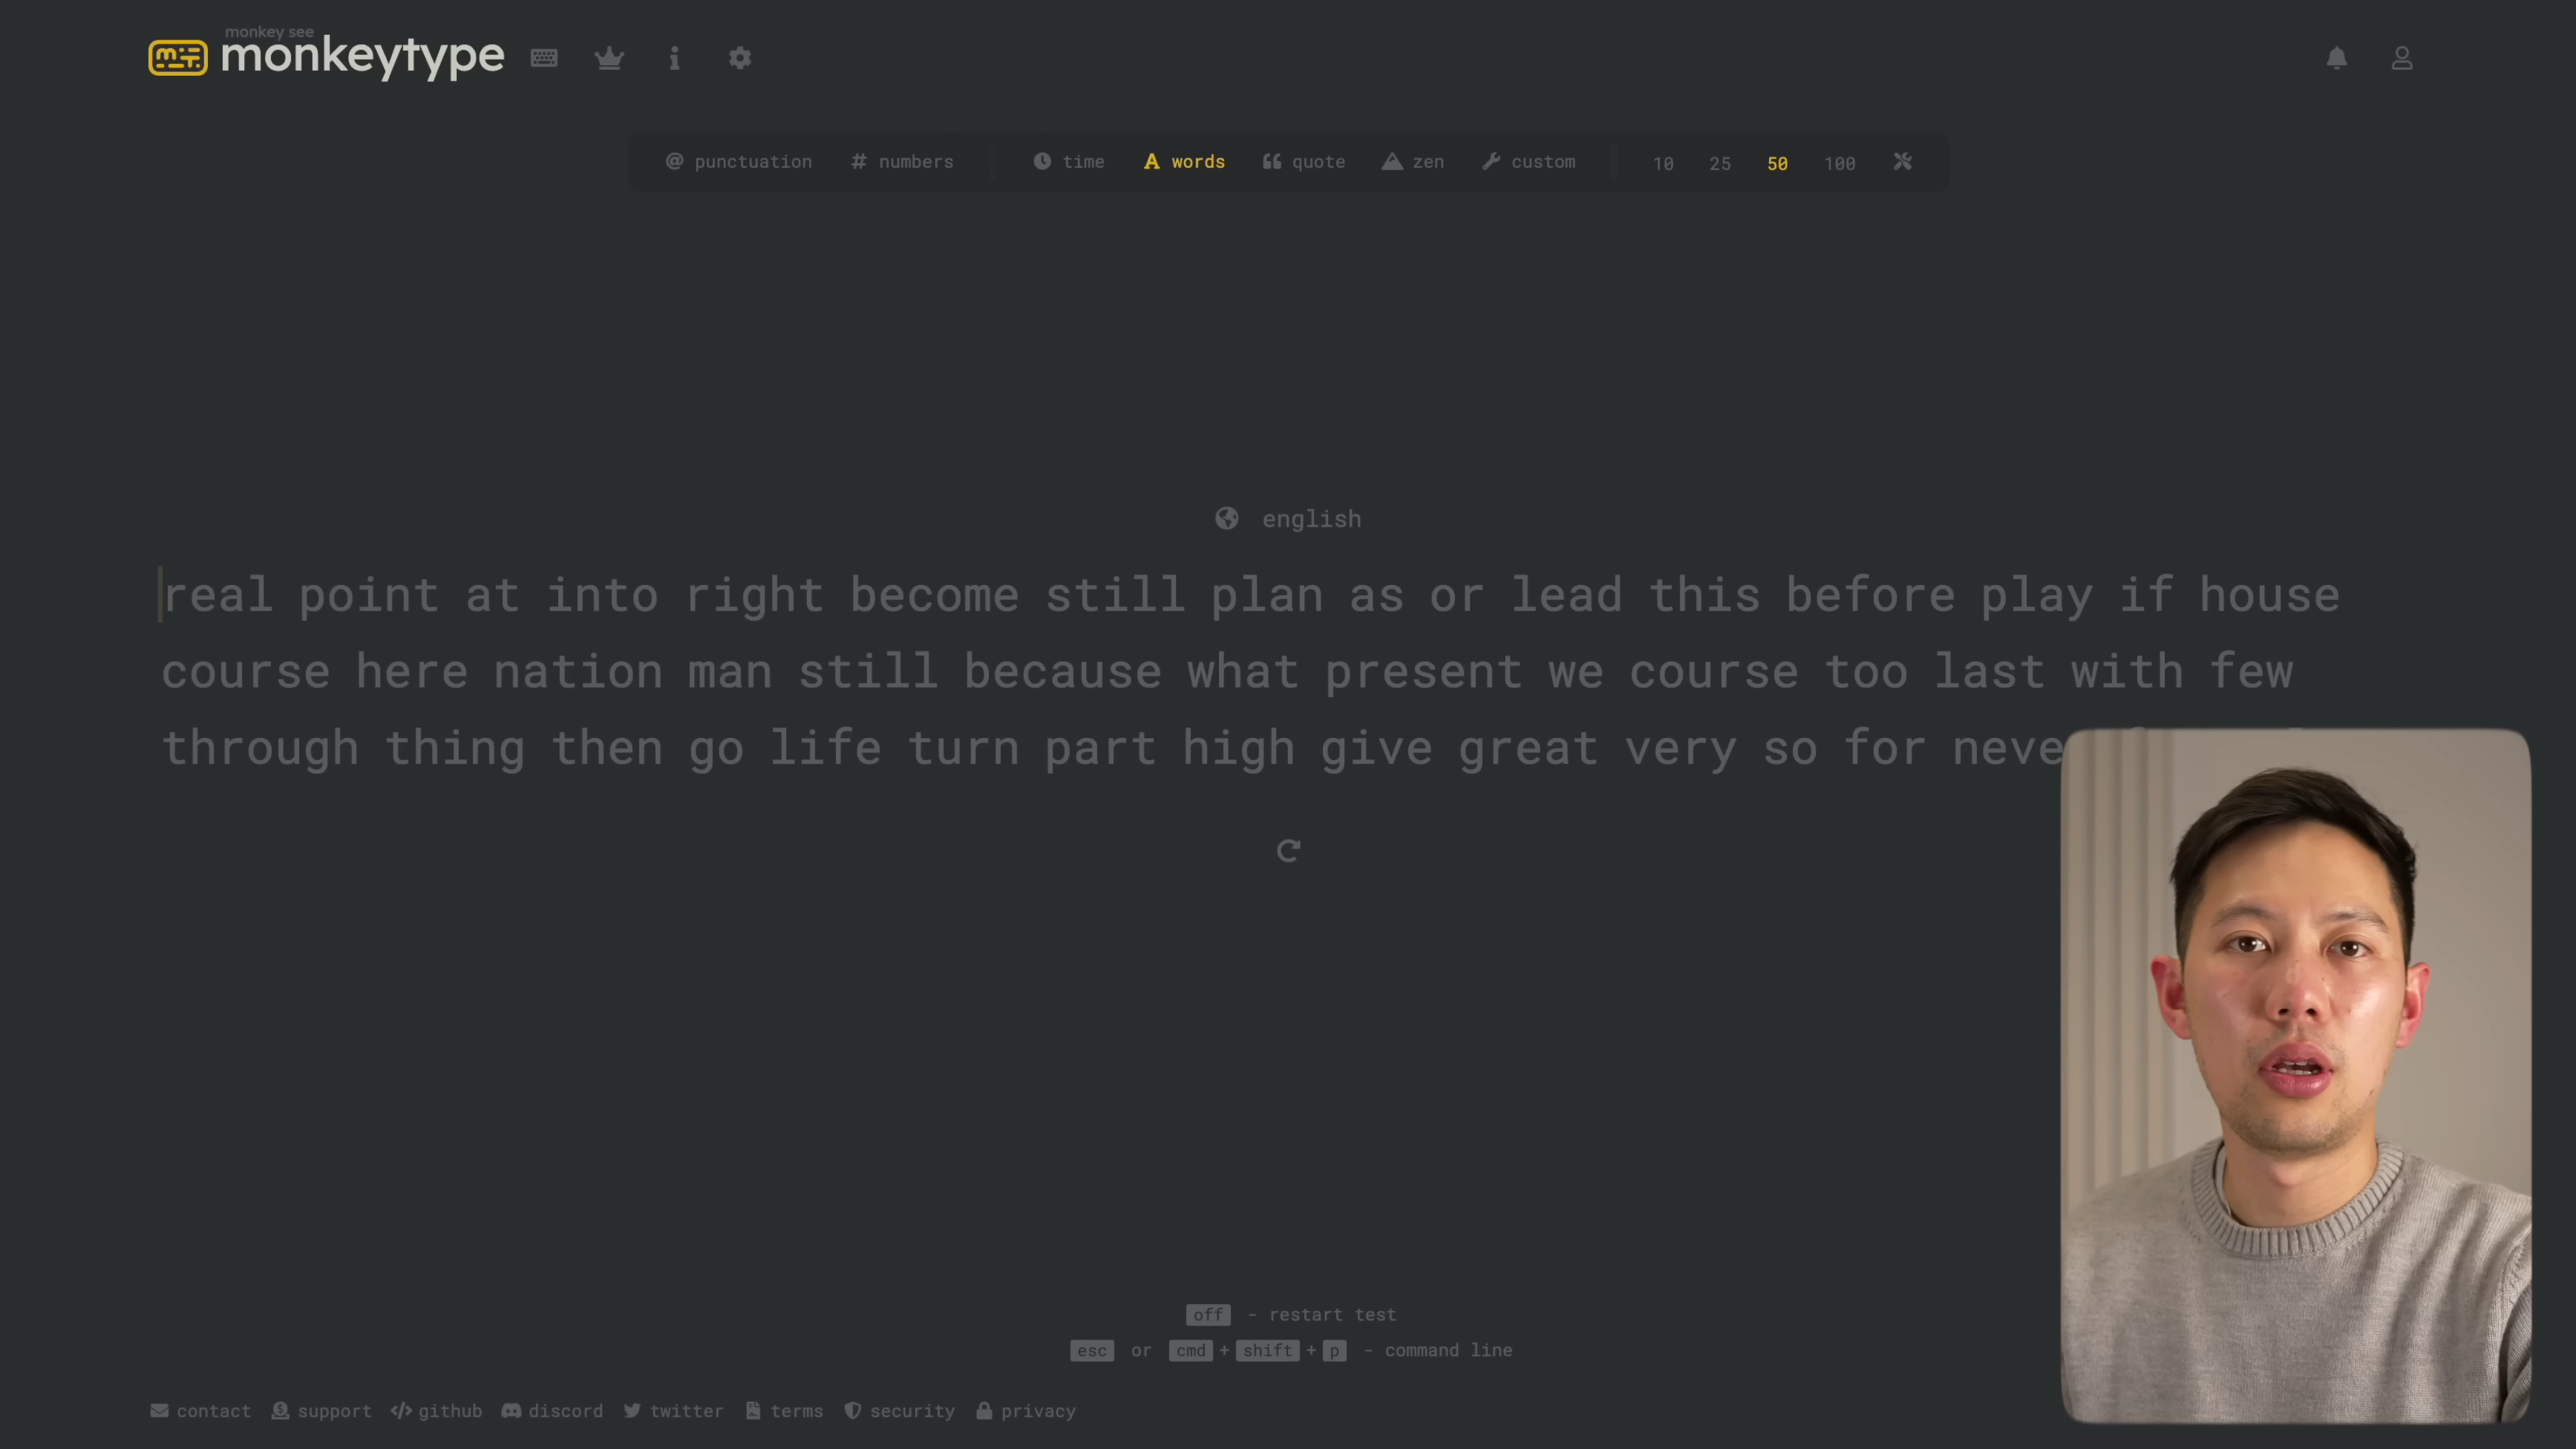 monkey see
monkeytype
@ punctuation # numbers time A words quote zen custom 10 25 50 100
english
real point at into right become still plan as or lead this before play if house
course here nation man still because what present we course too last with few
through thing then go life turn part high give great very so for neve
off - restart test
esc or cmd + shift + p - command line
contact support </> github discord twitter terms security privacy